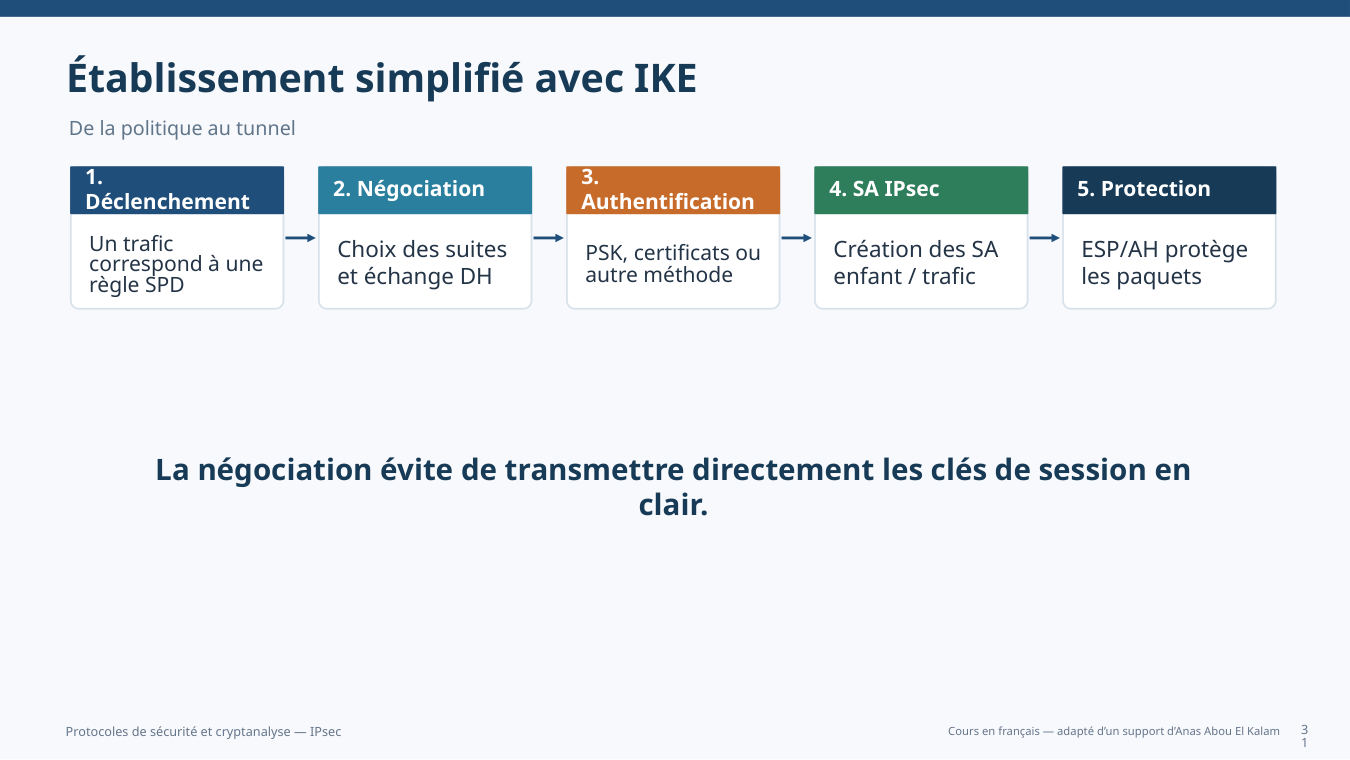 Établissement simplifié avec IKE
De la politique au tunnel
1.
Déclenchement
Un trafic
correspond à une
règle SPD
2. Négociation
Choix des suites
et échange DH
3.
Authentification
PSK, certificats ou
autre méthode
4. SA IPsec
Création des SA
enfant / trafic
5. Protection
ESP/AH protège
les paquets
La négociation évite de transmettre directement les clés de session en
clair.
Protocoles de sécurité et cryptanalyse — IPsec
Cours en français — adapté d’un support d’Anas Abou El Kalam
3
1